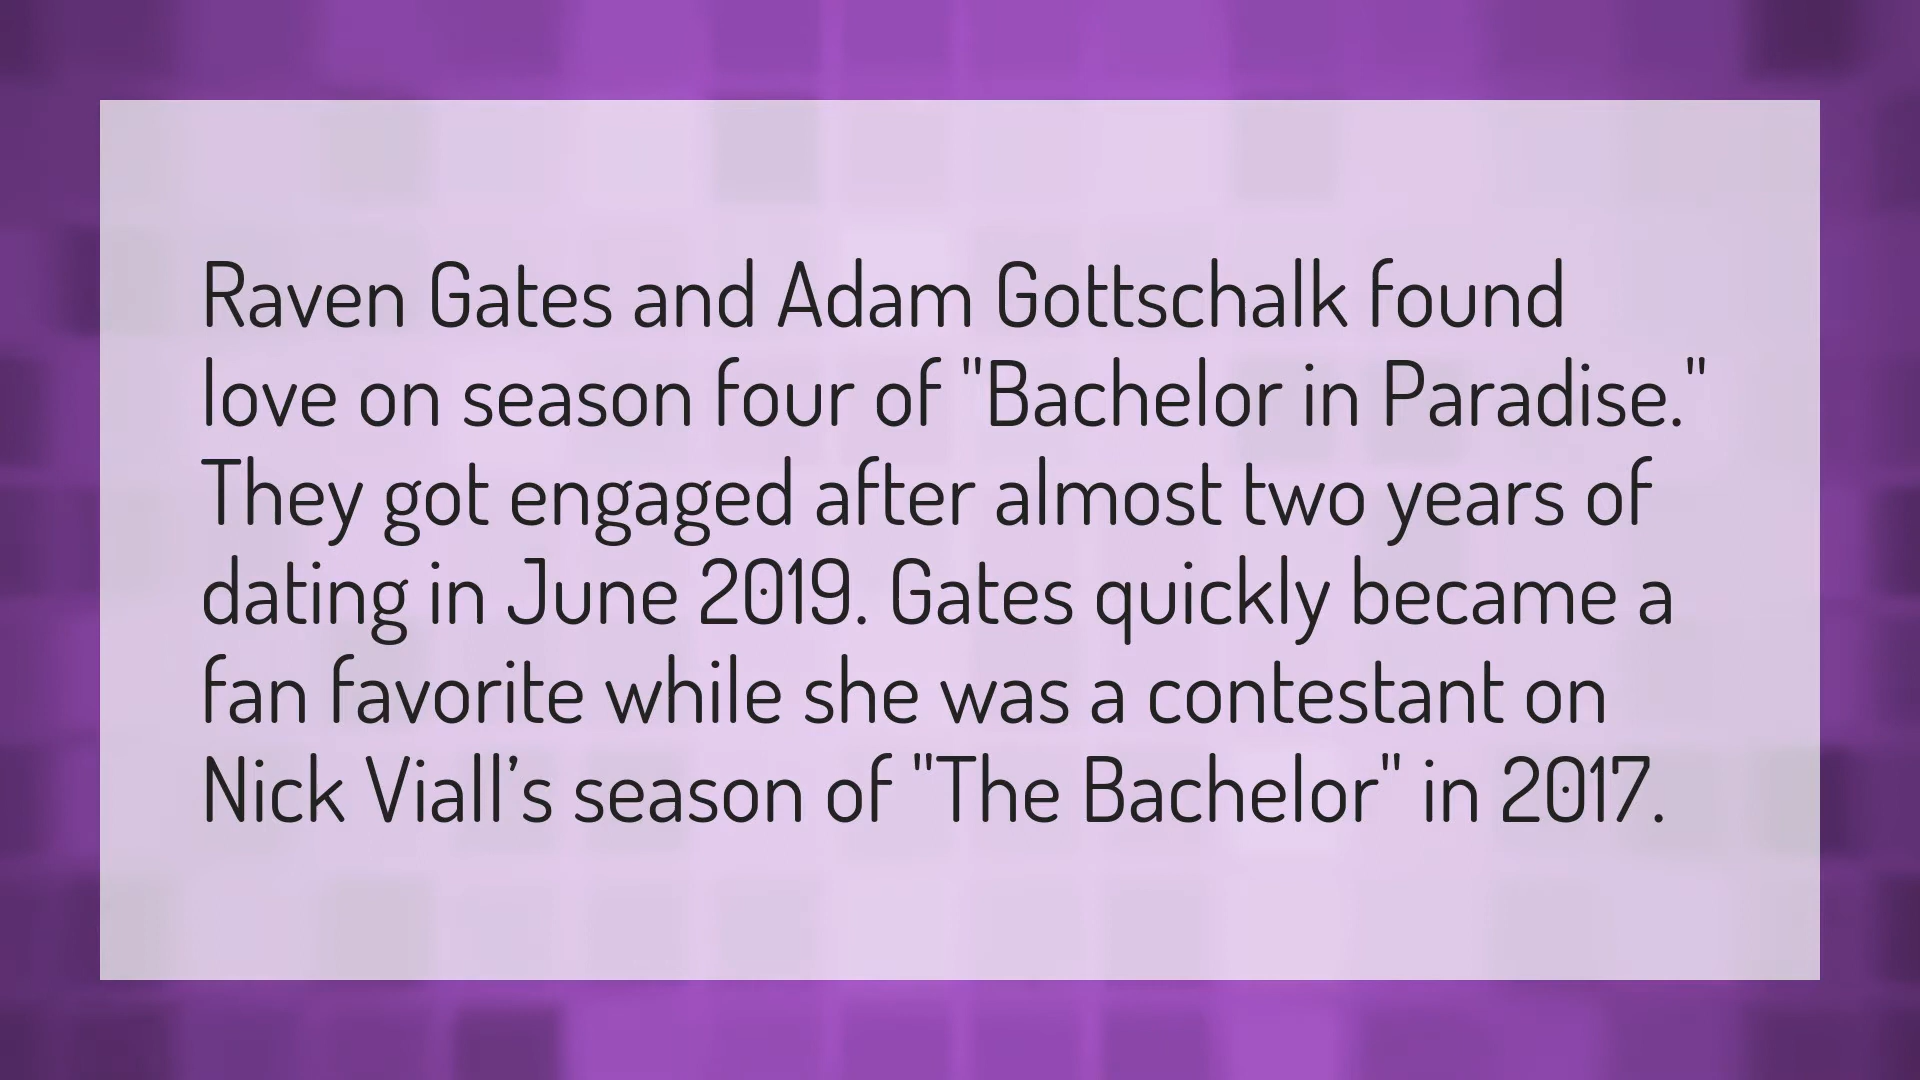 Raven Gates and Adam Gottschalk found
love on season four of "Bachelor in Paradise."
They got engaged after almost two years of
dating in June 2019. Gates quickly became a
fan favorite while she was a contestant on
Nick Viall’s season of "The Bachelor" in 2017.